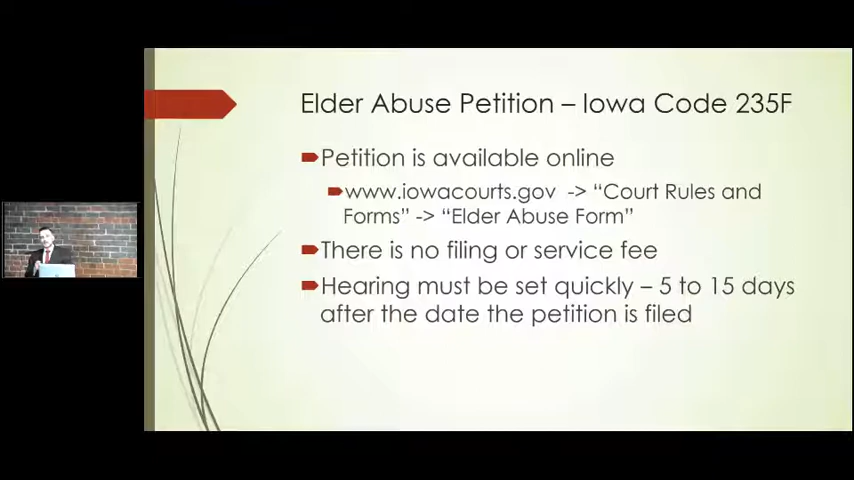 Elder Abuse Petition – Iowa Code 235F
Petition is available online
www.iowacourts.gov -> “Court Rules and
Forms” -> “Elder Abuse Form”
There is no filing or service fee
Hearing must be set quickly – 5 to 15 days
after the date the petition is filed